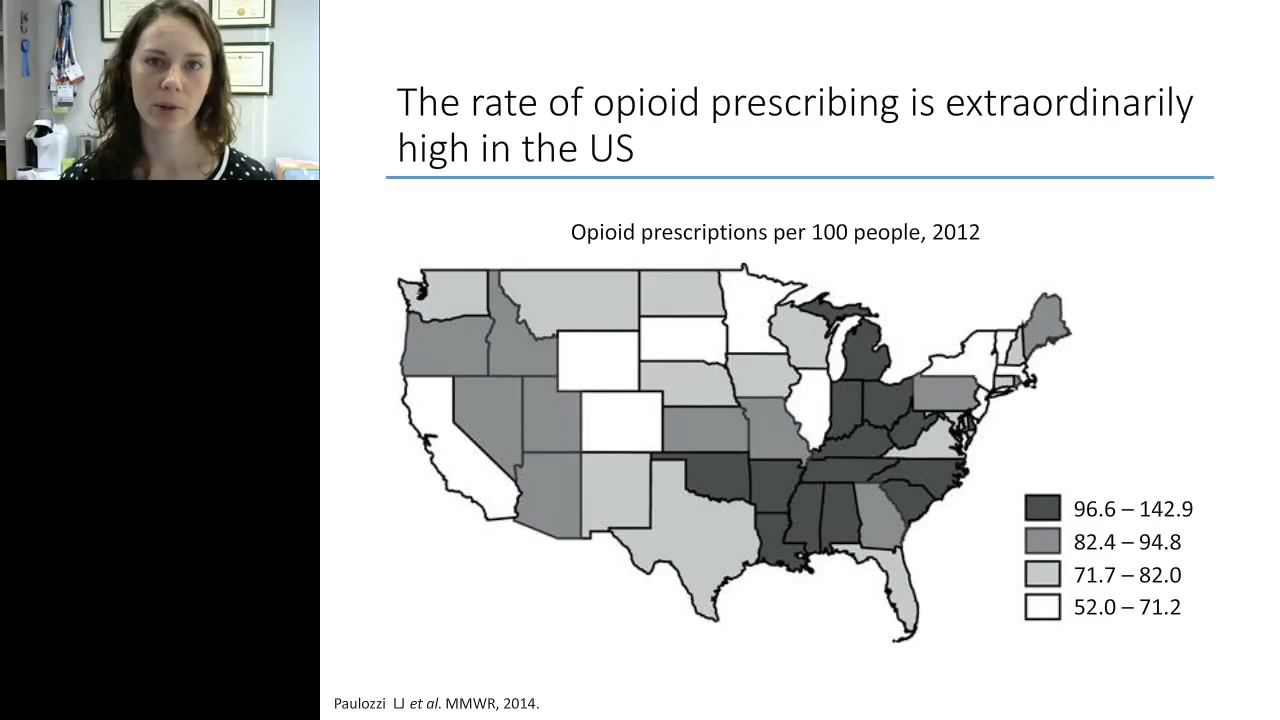 The rate of opioid prescribing is extraordinarily
high in the US
Opioid prescriptions per 100 people, 2012
96.6 – 142.9
82.4 – 94.8
71.7 – 82.0
52.0 – 71.2
Paulozzi LJ et al. MMWR, 2014.